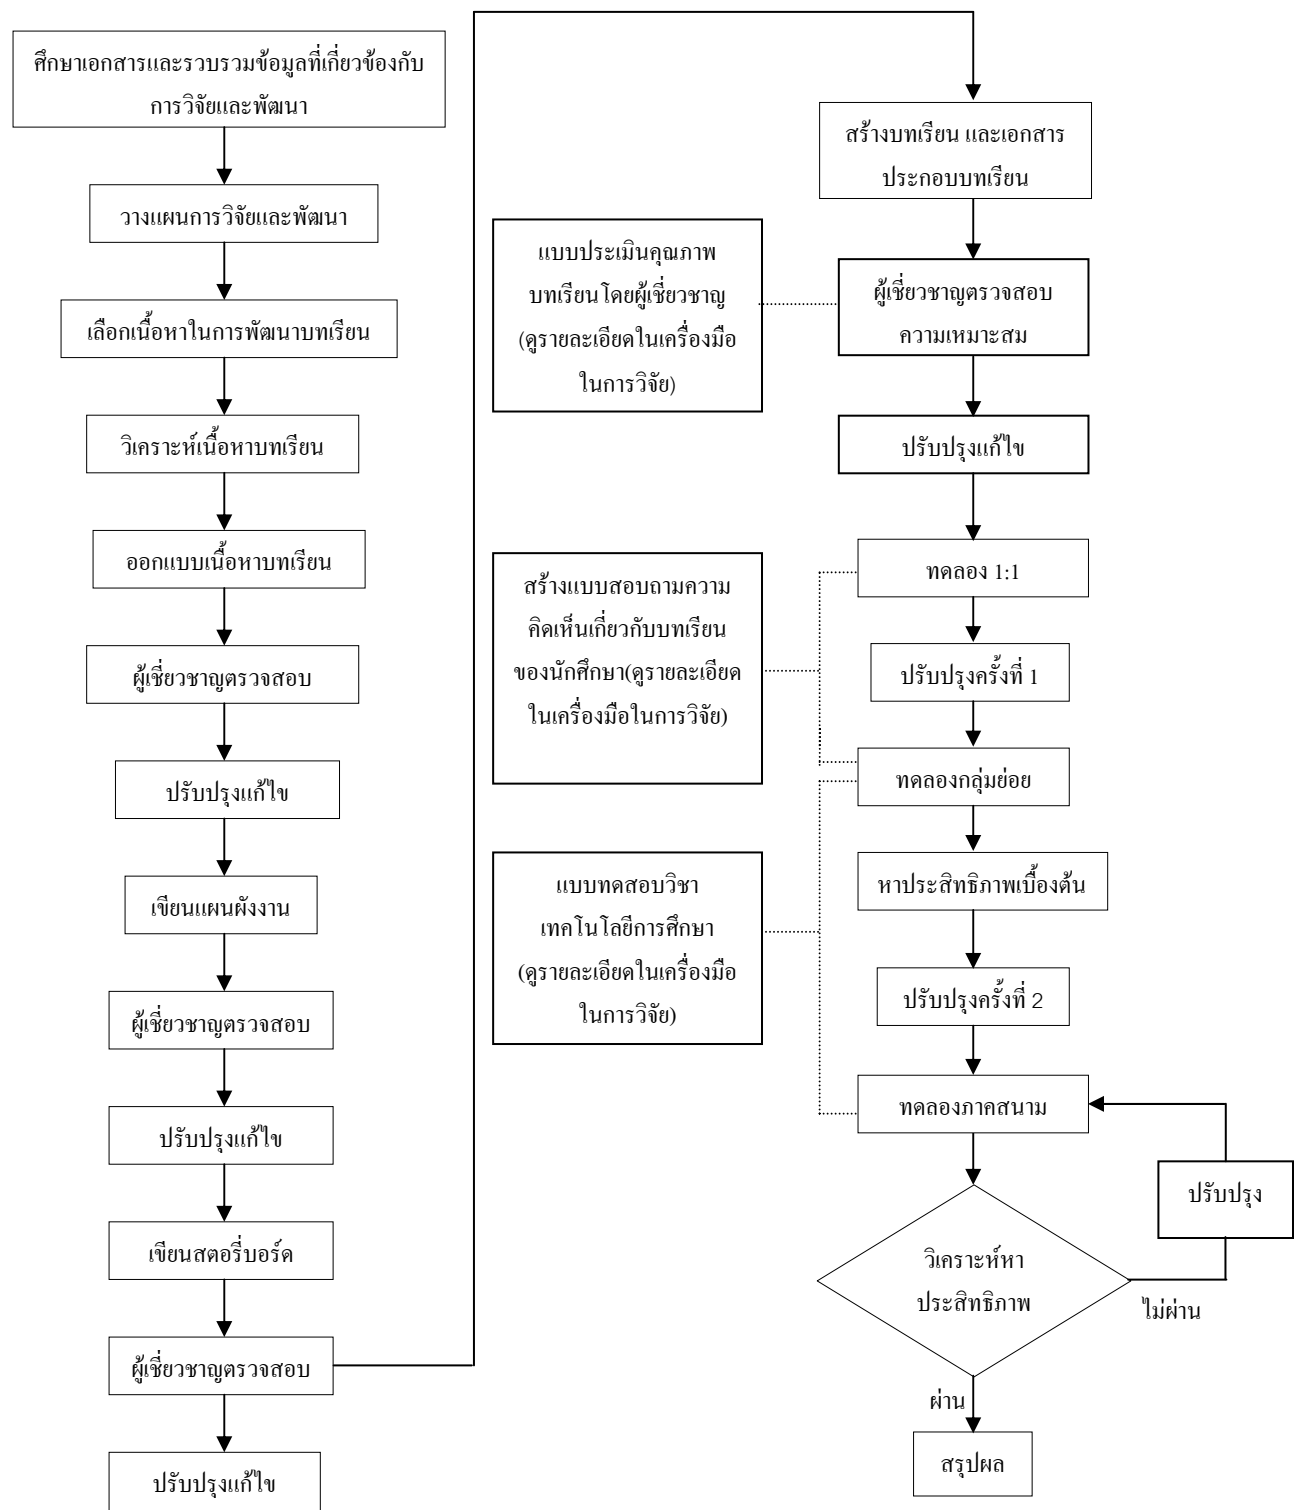 ศึกษาเอกสารและรวบรวมข้อมูลที่เกี่ยวข้องกับ
การวิจัยและพัฒนา
วางแผนการวิจัยและพัฒนา
เลือกเนื้อหาในการพัฒนาบทเรียน
วิเคราะห์เนื้อหาบทเรียน
ออกแบบเนื้อหาบทเรียน
ผู้เชี่ยวชาญตรวจสอบ
ปรับปรุงแก้ไข
เขียนแผนผังงาน
ผู้เชี่ยวชาญตรวจสอบ
ปรับปรุงแก้ไข
เขียนสตอรี่บอร์ด
ผู้เชี่ยวชาญตรวจสอบ
ปรับปรุงแก้ไข
สร้างบทเรียน และเอกสาร
ประกอบบทเรียน
แบบประเมินคุณภาพ
บทเรียนโดยผู้เชี่ยวชาญ
(ดูรายละเอียดในเครื่องมือ
ในการวิจัย)
ผู้เชี่ยวชาญตรวจสอบ
ความเหมาะสม
ปรับปรุงแก้ไข
สร้างแบบสอบถามความ
คิดเห็นเกี่ยวกับบทเรียน
ของนักศึกษา(ดูรายละเอียด
ในเครื่องมือในการวิจัย)
ทดลอง 1:1
ปรับปรุงครั้งที่ 1
ทดลองกลุ่มย่อย
แบบทดสอบวิชา
เทคโนโลยีการศึกษา
(ดูรายละเอียดในเครื่องมือ
ในการวิจัย)
หาประสิทธิภาพเบื้องต้น
ปรับปรุงครั้งที่ 2
ทดลองภาคสนาม
ปรับปรุง
วิเคราะห์หา
ประสิทธิภาพ
ไม่ผ่าน
ผ่าน
สรุปผล